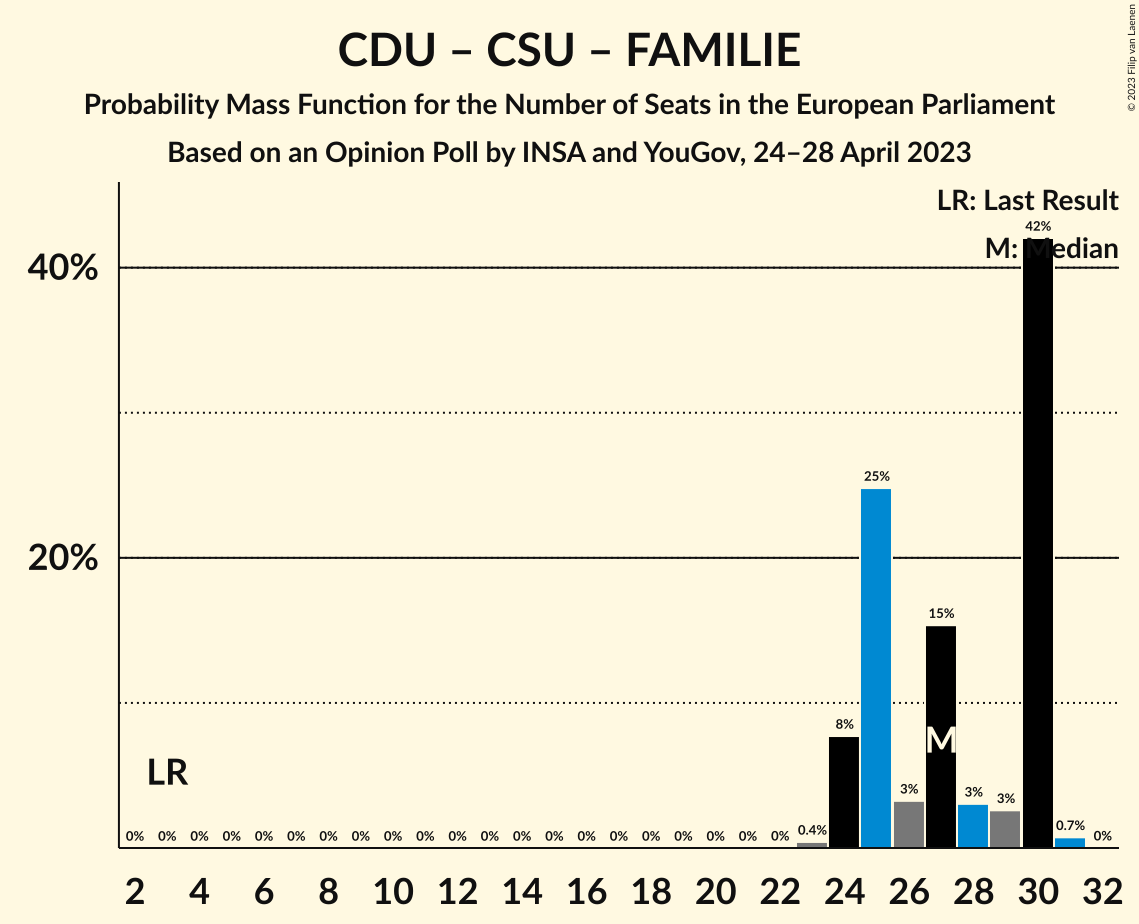 CDU – CSU – FAMILIE
Probability Mass Function for the Number of Seats in the European Parliament
Based on an Opinion Poll by INSA and YouGov, 24–28 April 2023
© 2023 Filip van Laenen
LR: Last Result
M: Median
42%
40%
25%
20%
15%
8%
M
LR
3%
3%
3%
0% 0% 0% 0% 0% 0% 0% 0% 0% 0% 0% 0% 0% 0% 0% 0% 0% 0% 0% 0% 0% 0.4% 0.7% 0%
2 4 6 8 10 12 14 16 18 20 22 24 26 28 30 32